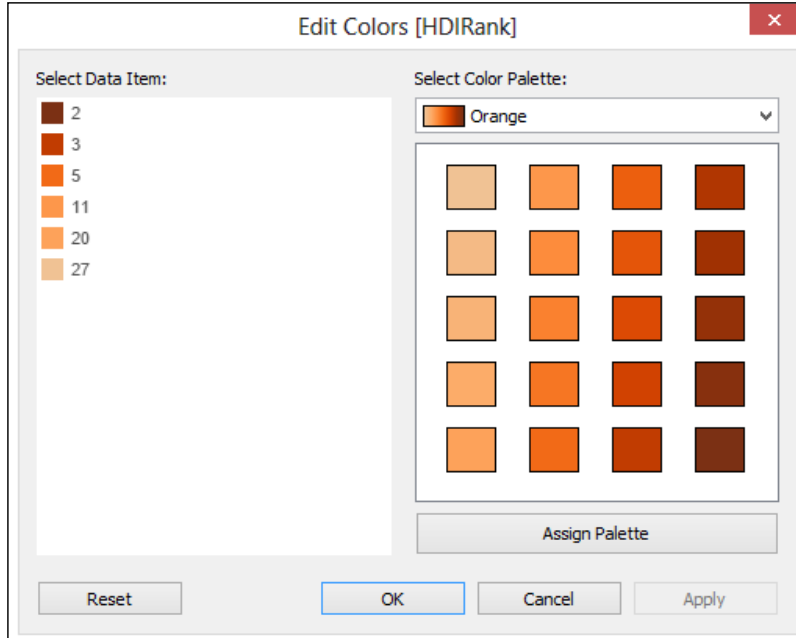 Edit Colors [HDIRank]
Select Data Item:
2
3
5
11
20
27
Select Color Palette:
Orange
Assign Palette
Reset
OK
Cancel
Apply